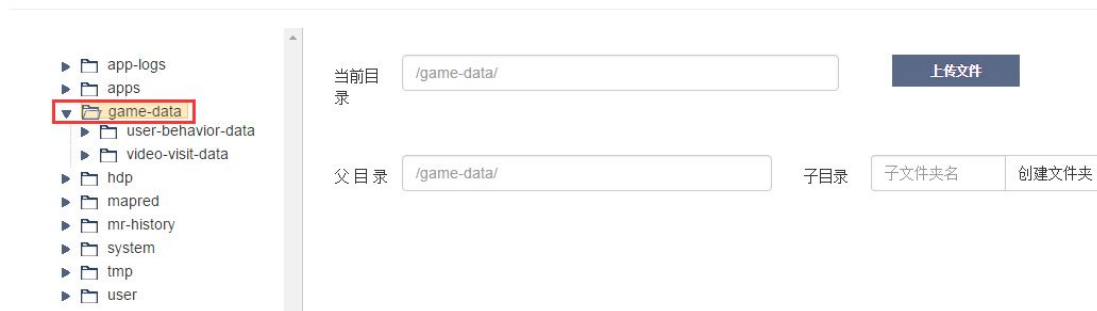 app-logs
apps
game-data
user-behavior-data
video-visit-data
hdp
mapred
mr-history
system
tmp
user
当前目录
/game-data/
上传文件
父目录
/game-data/
子目录
子文件夹名
创建文件夹